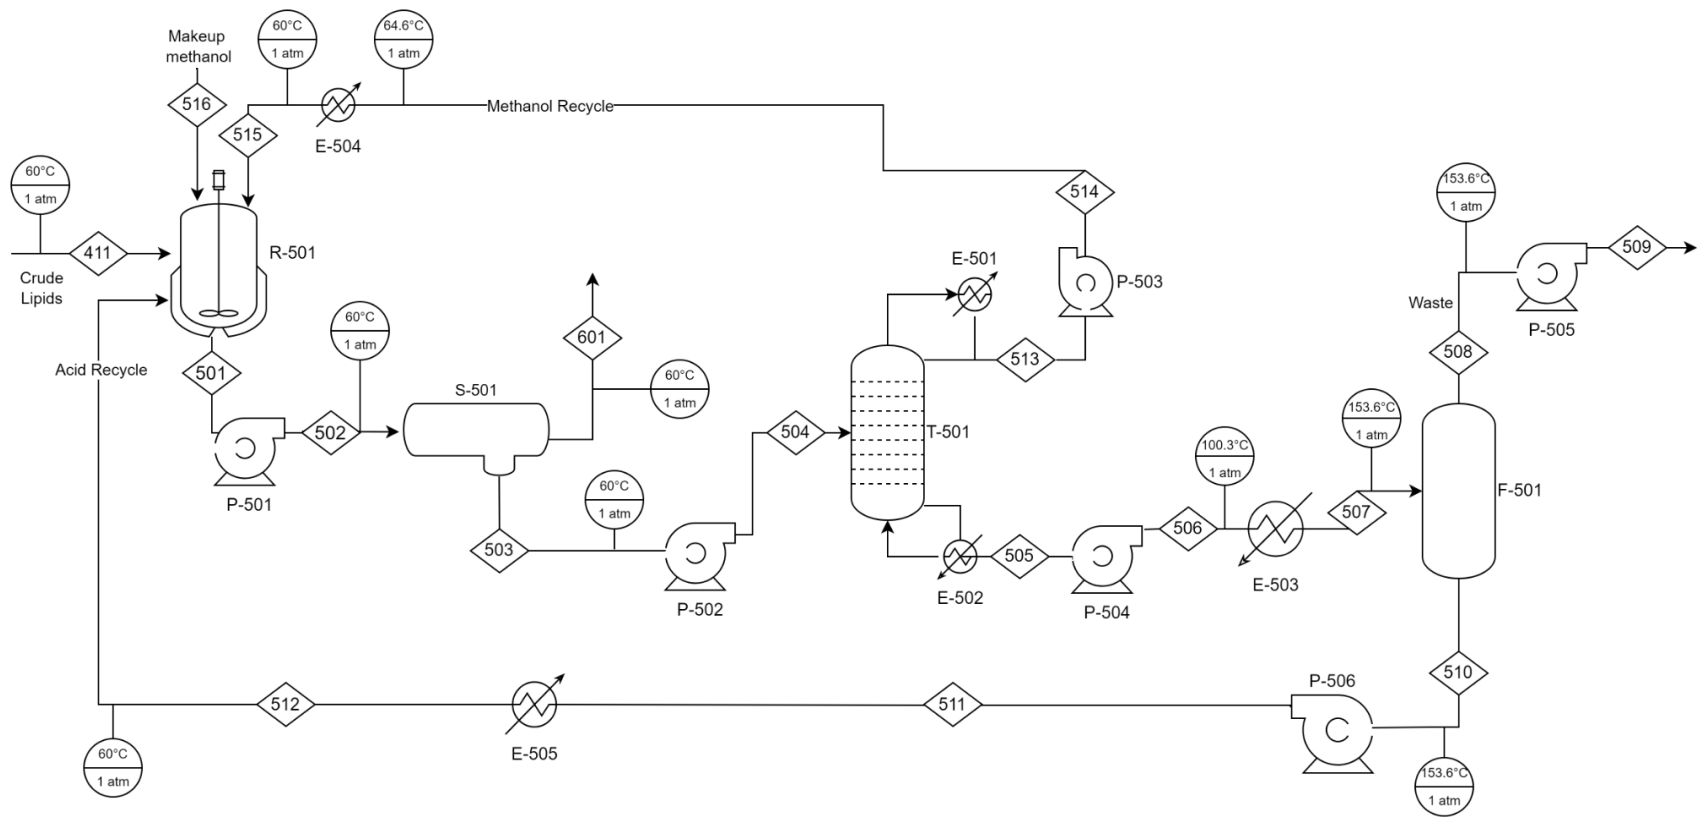 60°C
1 atm
64.6°C
1 atm
Makeup
methanol
516
515
E-504
Methanol Recycle
60°C
1 atm
411
Crude
Lipids
R-501
514
E-501
P-503
153.6°C
1 atm
509
Waste
P-505
60°C
1 atm
601
513
508
Acid Recycle
501
S-501
60°C
1 atm
502
P-501
504
T-501
153.6°C
1 atm
100.3°C
1 atm
F-501
507
60°C
1 atm
503
P-502
505
E-502
506
P-504
E-503
510
P-506
512
E-505
511
60°C
1 atm
153.6°C
1 atm